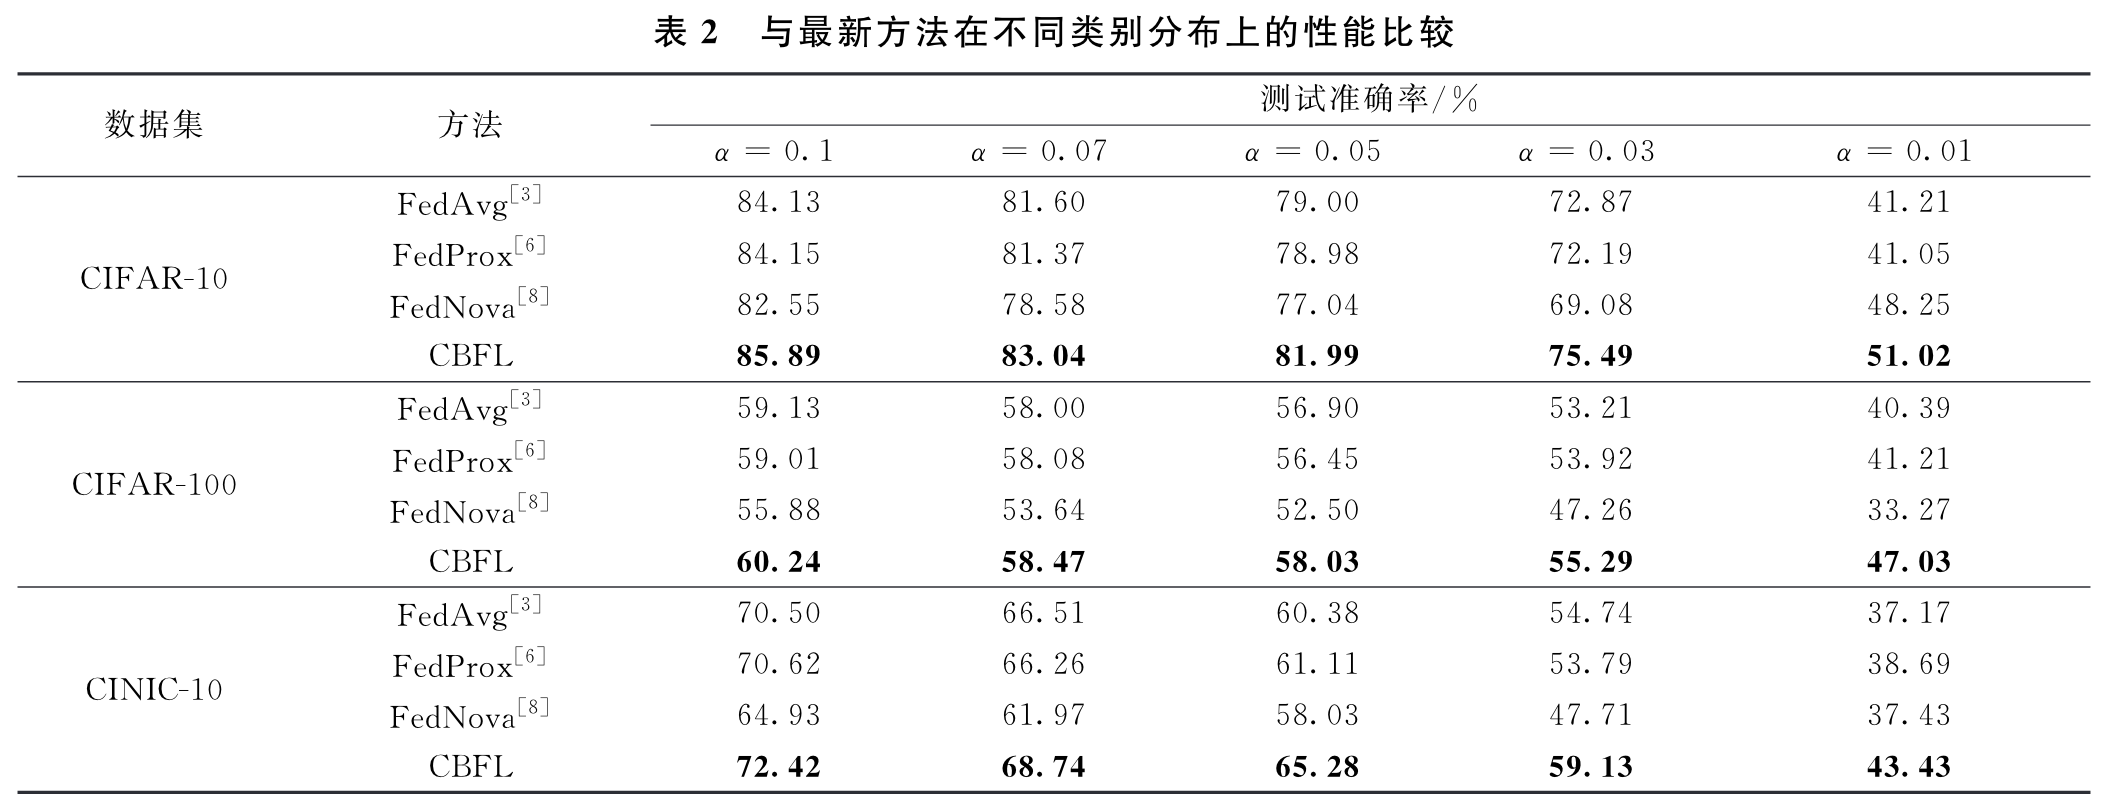 表 2 与最新方法在不同类别分布上的性能比较
数据集 方法 测试准确率/%
α = 0.1 α = 0.07 α = 0.05 α = 0.03 α = 0.01
CIFAR-10
FedAvg[3] 84.13 81.60 79.00 72.87 41.21
FedProx[6] 84.15 81.37 78.98 72.19 41.05
FedNova[8] 82.55 78.58 77.04 69.08 48.25
CBFL 85.89 83.04 81.99 75.49 51.02
CIFAR-100
FedAvg[3] 59.13 58.00 56.90 53.21 40.39
FedProx[6] 59.01 58.08 56.45 53.92 41.21
FedNova[8] 55.88 53.64 52.50 47.26 33.27
CBFL 60.24 58.47 58.03 55.29 47.03
CINIC-10
FedAvg[3] 70.50 66.51 60.38 54.74 37.17
FedProx[6] 70.62 66.26 61.11 53.79 38.69
FedNova[8] 64.93 61.97 58.03 47.71 37.43
CBFL 72.42 68.74 65.28 59.13 43.43